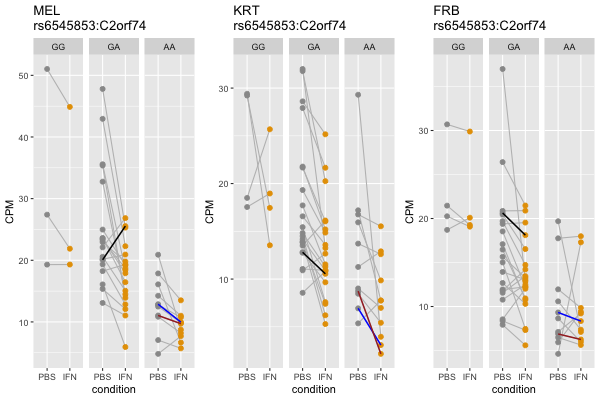 MEL
rs6545853:C2orf74
GG GA AA
CPM
50
40
30
20
10
PBS IFN PBS IFN PBS IFN
condition
KRT
rs6545853:C2orf74
GG GA AA
CPM
30
20
10
PBS IFN PBS IFN PBS IFN
condition
FRB
rs6545853:C2orf74
GG GA AA
CPM
30
20
10
PBS IFN PBS IFN PBS IFN
condition